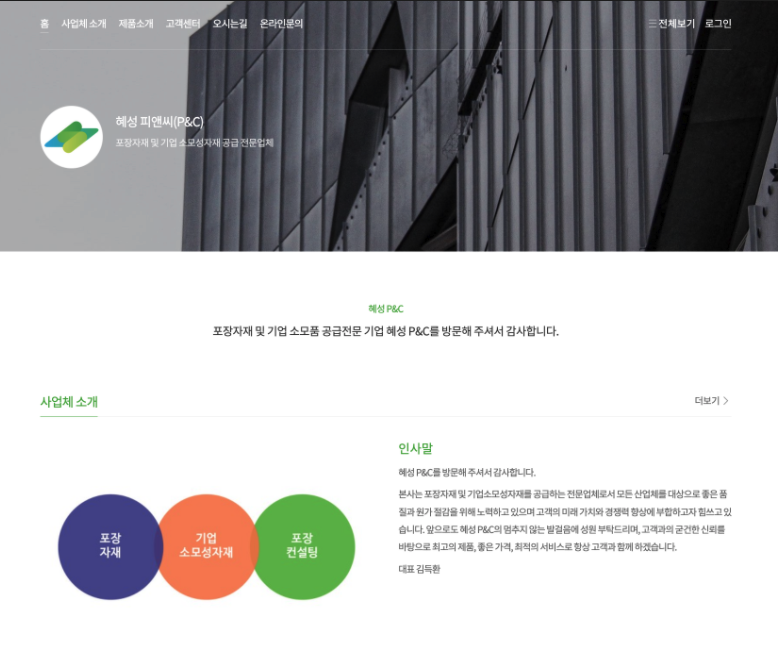 홈 사업체 소개 제품소개 고객센터 오시는길 온라인문의 전체보기 로그인
혜성 피앤씨(P&C)
포장자재 및 기업 소모성자재 공급 전문업체
혜성 P&C
포장자재 및 기업 소모품 공급전문 기업 혜성 P&C를 방문해 주셔서 감사합니다.
사업체 소개
더보기 >
포장
자재
기업
소모성자재
포장
컨설팅
인사말
혜성 P&C를 방문해 주셔서 감사합니다.
본사는 포장자재 및 기업소모성자재를 공급하는 전문업체로서 모든 산업체를 대상으로 좋은 품
질과 원가 절감을 위해 노력하고 있으며 고객의 미래 가치와 경쟁력 향상에 부합하고자 힘쓰고 있
습니다. 앞으로도 혜성 P&C의 멈추지 않는 발걸음에 성원 부탁드리며, 고객과의 굳건한 신뢰를
바탕으로 최고의 제품, 좋은 가격, 최적의 서비스로 항상 고객과 함께 하겠습니다.
대표 김득환